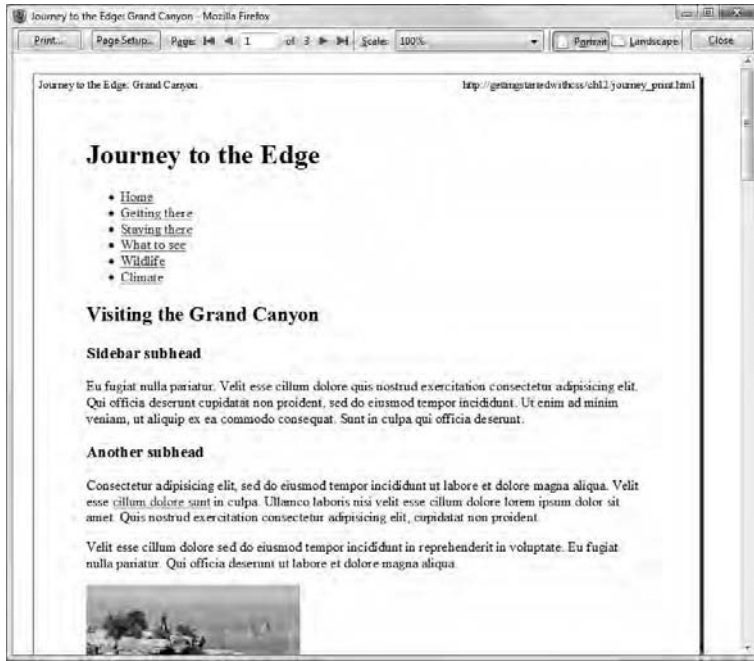 Journey to the Edge: Grand Canyon - Mozilla Firefox
Print... Page Setup... Page: 1 of 3 Scale: 100% Portrait Landscape Close
Journey to the Edge: Grand Canyon http://gettingstartedwithcss/ch12/journey_print.html
Journey to the Edge
• Home
• Getting there
• Staying there
• What to see
• Wildlife
• Climate
Visiting the Grand Canyon
Sidebar subhead
Eu fugiat nulla pariatur. Velit esse cillum dolore quis nostrud exercitation consectetur adipisicing elit.
Qui officia deserunt cupidatat non proident, sed do eiusmod tempor incididunt. Ut enim ad minim
veniam, ut aliquip ex ea commodo consequat. Sunt in culpa qui officia deserunt.
Another subhead
Consectetur adipisicing elit, sed do eiusmod tempor incididunt ut labore et dolore magna aliqua. Velit
esse cillum dolore sunt in culpa. Ullamco laboris nisi velit esse cillum dolore lorem ipsum dolor sit
amet. Quis nostrud exercitation consectetur adipisicing elit, cupidatat non proident.
Velit esse cillum dolore sed do eiusmod tempor incididunt in reprehenderit in voluptate. Eu fugiat
nulla pariatur. Qui officia deserunt ut labore et dolore magna aliqua.